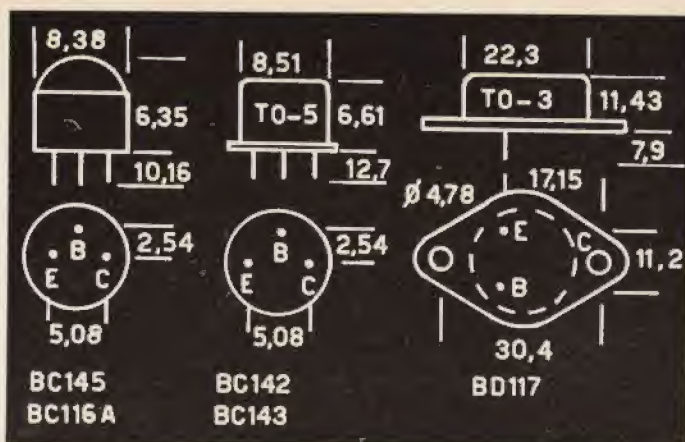 8,38
6,35
10,16
B
E C
2,54
5,08
BC145
BC116A
8,51
TO-5
6,61
12,7
B
E C
2,54
5,08
BC142
BC143
22,3
TO-3
11,43
7,9
Ø 4,78
17,15
E
C
B
11,2
30,4
BD117